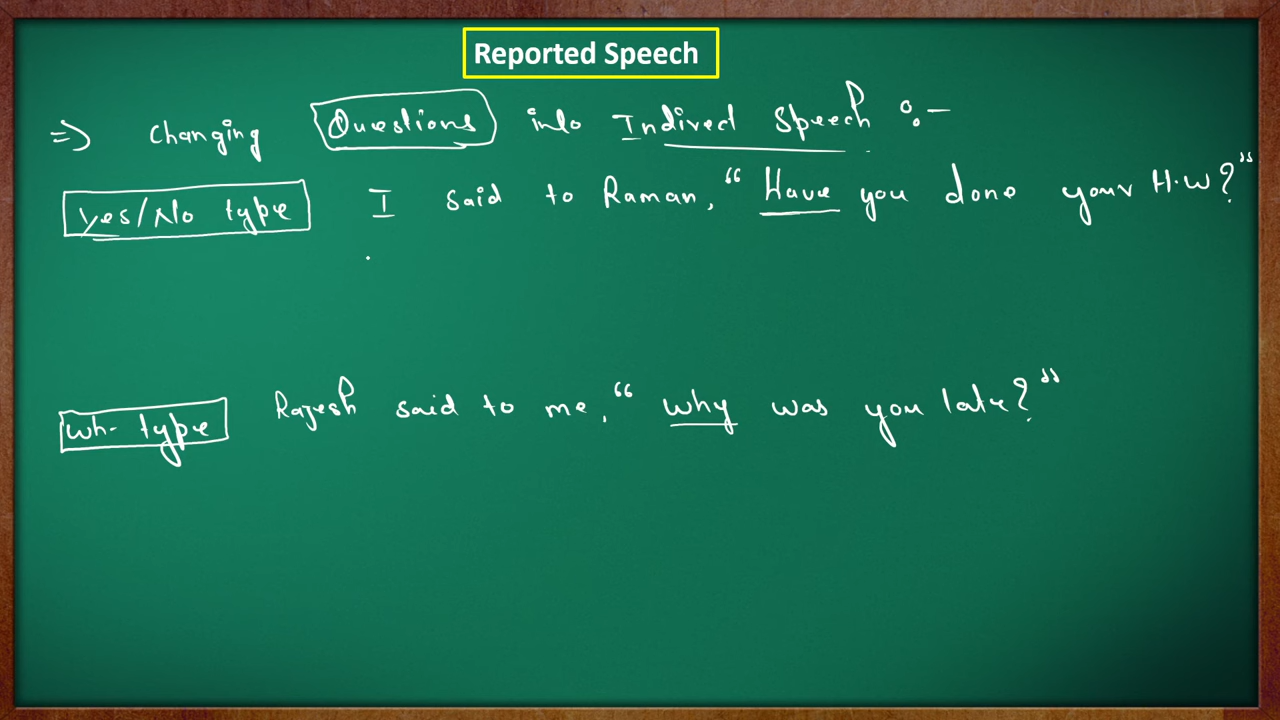 Reported Speech
=> Changing Questions into Indirect Speech :-
Yes/No type I said to Raman, "Have you done your H.W?"
Wh- type Rajesh said to me, "Why was you late?"